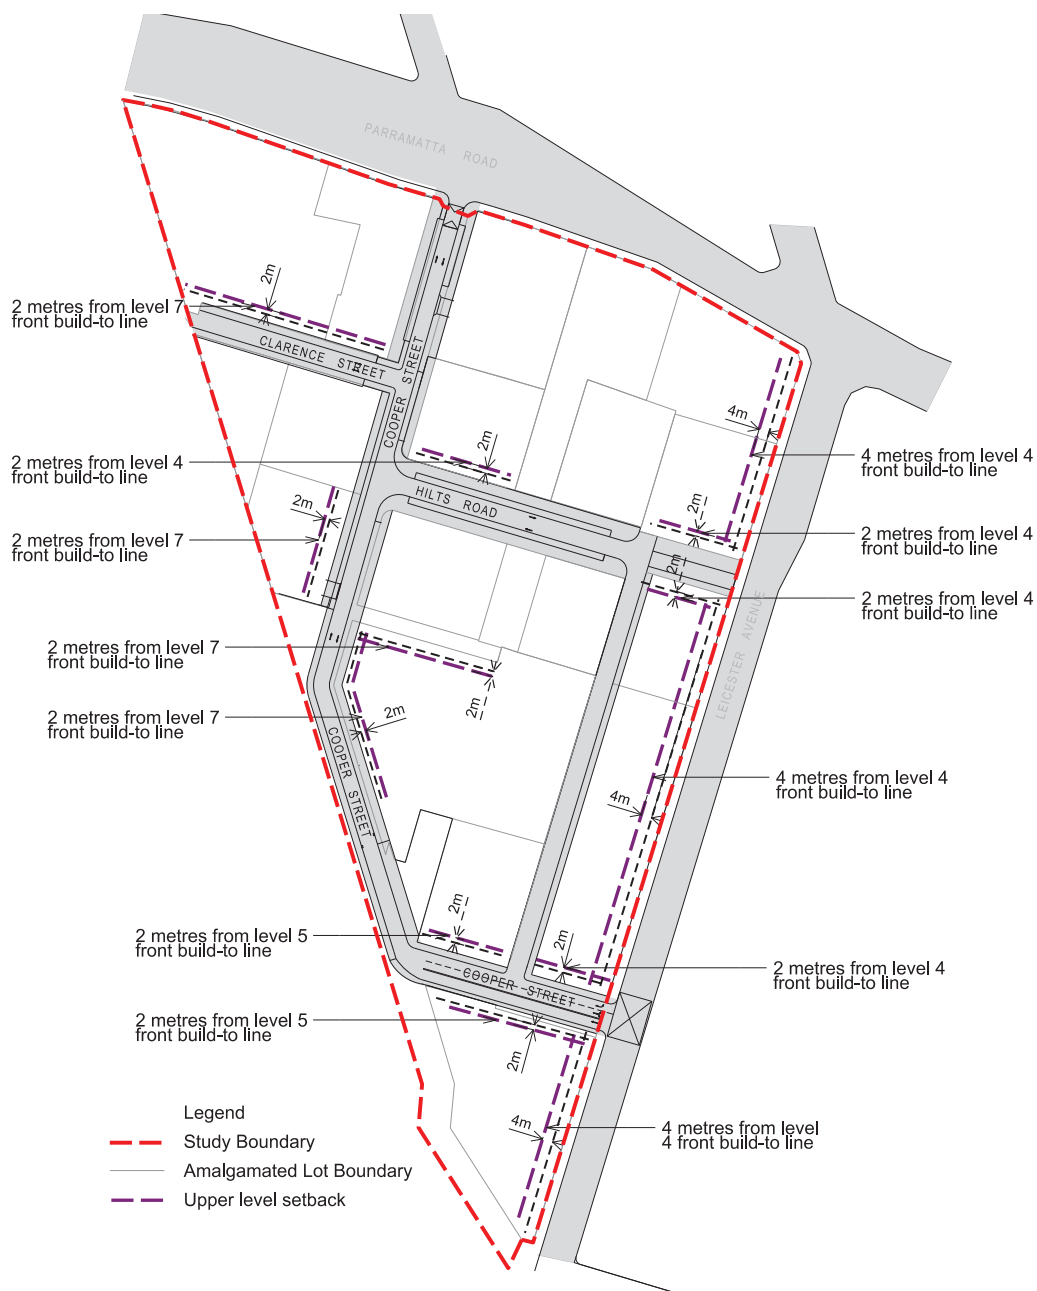 PARRAMATTA ROAD
2m
2 metres from level 7
front build-to line
CLARENCE STREET
COOPER STREET
4m
2m
2 metres from level 4
front build-to line
4 metres from level 4
front build-to line
HILTS ROAD
2m
2m
2 metres from level 7
front build-to line
2 metres from level 4
front build-to line
2m
2 metres from level 4
front build-to line
LEICESTER AVENUE
2 metres from level 7
front build-to line
2m
2m
2 metres from level 7
front build-to line
COOPER STREET
4 metres from level 4
front build-to line
4m
2m
2 metres from level 5
front build-to line
2m
2 metres from level 4
front build-to line
COOPER STREET
2 metres from level 5
front build-to line
2m
4m
4 metres from level
4 front build-to line
Legend
Study Boundary
Amalgamated Lot Boundary
Upper level setback